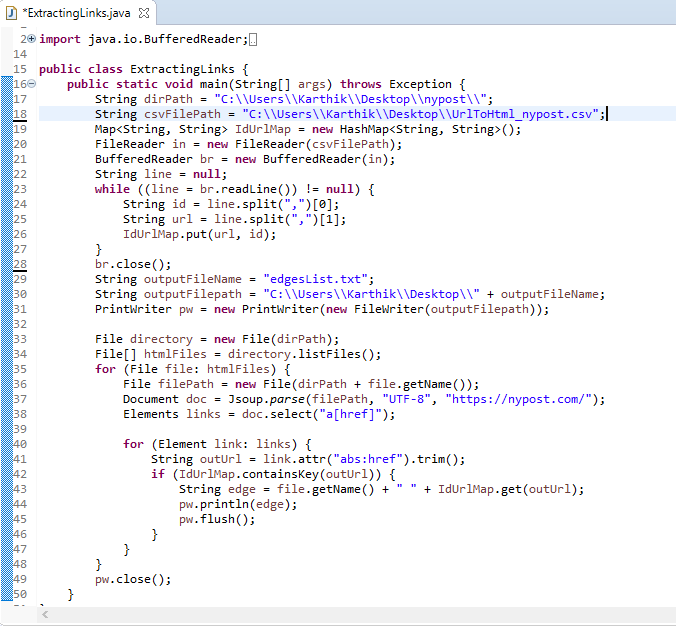 *ExtractingLinks.java
2 import java.io.BufferedReader;
14
15 public class ExtractingLinks {
16     public static void main(String[] args) throws Exception {
17         String dirPath = "C:\\Users\\Karthik\\Desktop\\nypost\\";
18         String csvFilePath = "C:\\Users\\Karthik\\Desktop\\UrlToHtml_nypost.csv";
19         Map<String, String> IdUrlMap = new HashMap<String, String>();
20         FileReader in = new FileReader(csvFilePath);
21         BufferedReader br = new BufferedReader(in);
22         String line = null;
23         while ((line = br.readLine()) != null) {
24             String id = line.split(",")[0];
25             String url = line.split(",")[1];
26             IdUrlMap.put(url, id);
27         }
28         br.close();
29         String outputFileName = "edgesList.txt";
30         String outputFilepath = "C:\\Users\\Karthik\\Desktop\\" + outputFileName;
31         PrintWriter pw = new PrintWriter(new FileWriter(outputFilepath));
32
33         File directory = new File(dirPath);
34         File[] htmlFiles = directory.listFiles();
35         for (File file: htmlFiles) {
36             File filePath = new File(dirPath + file.getName());
37             Document doc = Jsoup.parse(filePath, "UTF-8", "https://nypost.com/");
38             Elements links = doc.select("a[href]");
39
40             for (Element link: links) {
41                 String outUrl = link.attr("abs:href").trim();
42                 if (IdUrlMap.containsKey(outUrl)) {
43                     String edge = file.getName() + " " + IdUrlMap.get(outUrl);
44                     pw.println(edge);
45                     pw.flush();
46                 }
47             }
48         }
49         pw.close();
50     }